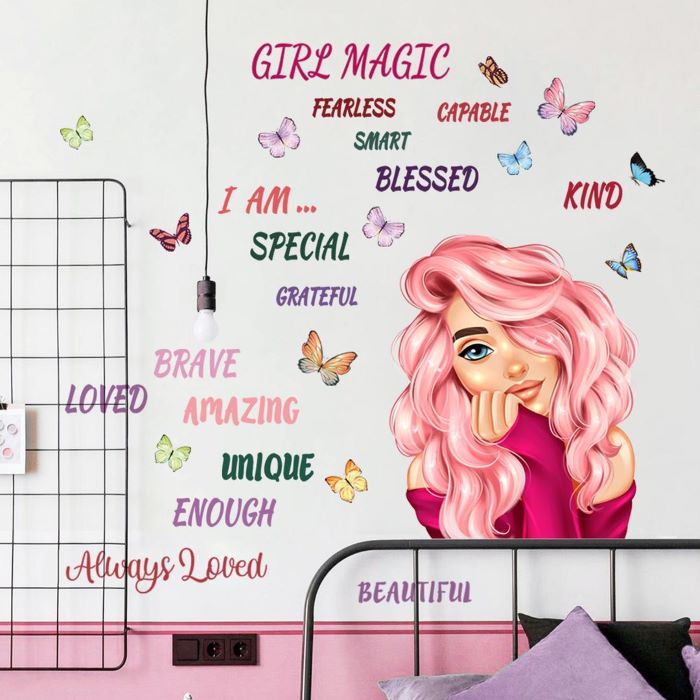 GIRL MAGIC
FEARLESS
CAPABLE
SMART
BLESSED
KIND
I AM...
SPECIAL
GRATEFUL
BRAVE
LOVED
AMAZING
UNIQUE
ENOUGH
Always Loved
BEAUTIFUL